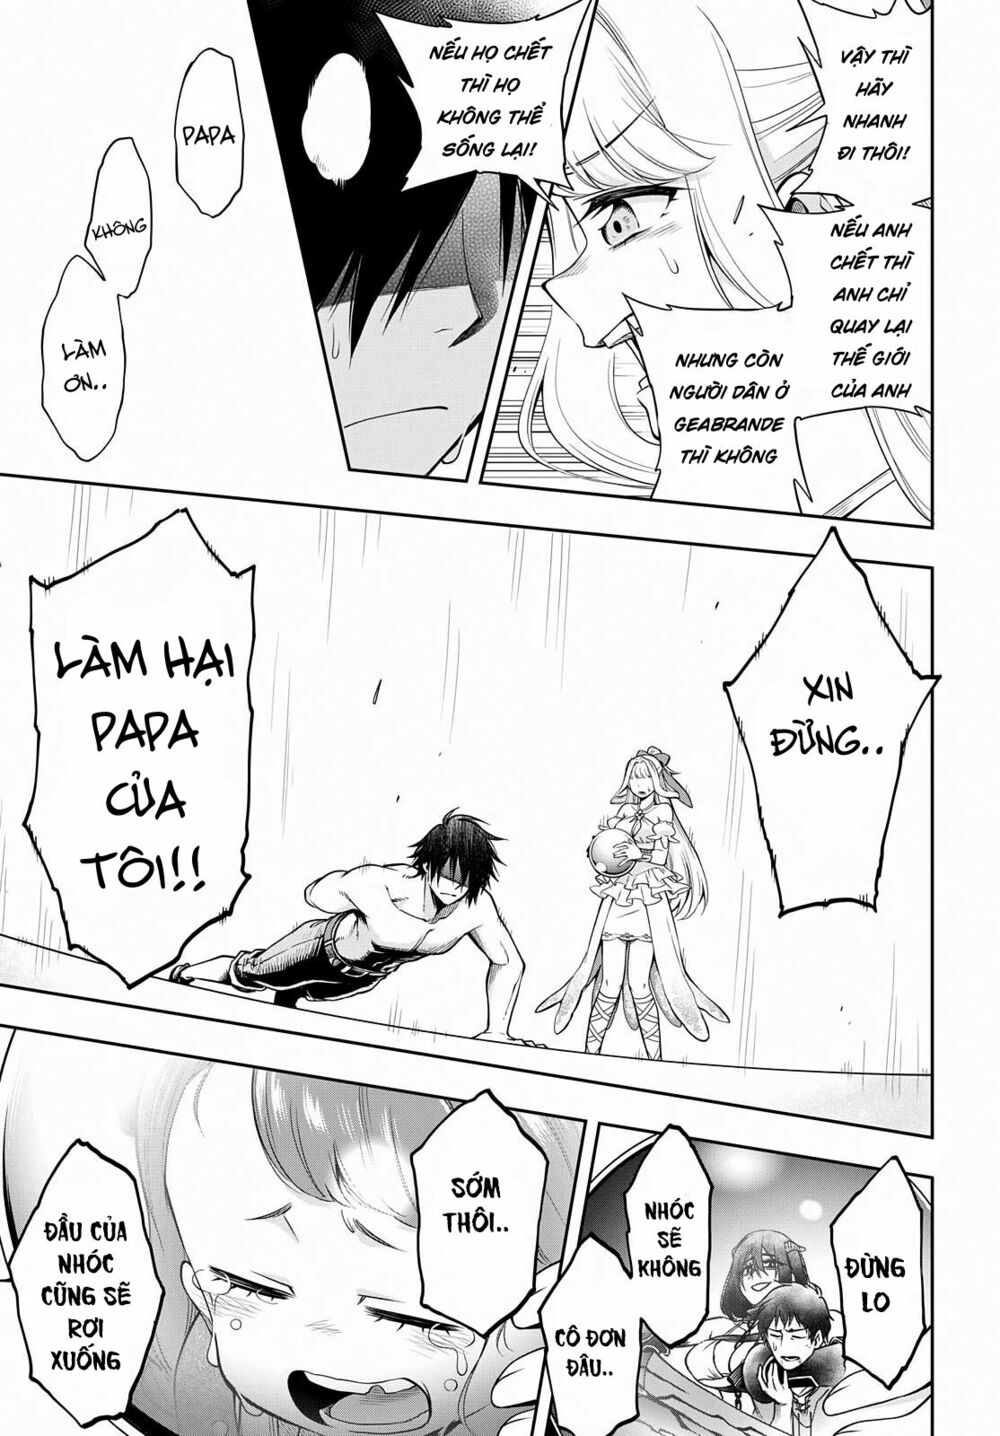 VẬY THÌ
HÃY
NHANH
ĐI THÔI!
NẾU ANH
CHẾT THÌ
ANH CHỈ
QUAY LẠI
THẾ GIỚI
CỦA ANH
NHƯNG CÒN
NGƯỜI DÂN Ở
GEABRANDE
THÌ KHÔNG
NẾU HỌ CHẾT
THÌ HỌ
KHÔNG THỂ
SỐNG LẠI!
PAPA
KHÔNG
LÀM
ƠN..
XIN
ĐỪNG..
LÀM HẠI
PAPA
CỦA
TÔI!!
ĐỪNG
LO
NHÓC
SẼ
KHÔNG
CÔ ĐƠN
ĐÂU..
SỚM
THÔI..
ĐẦU CỦA
NHÓC
CŨNG SẼ
RƠI
XUỐNG